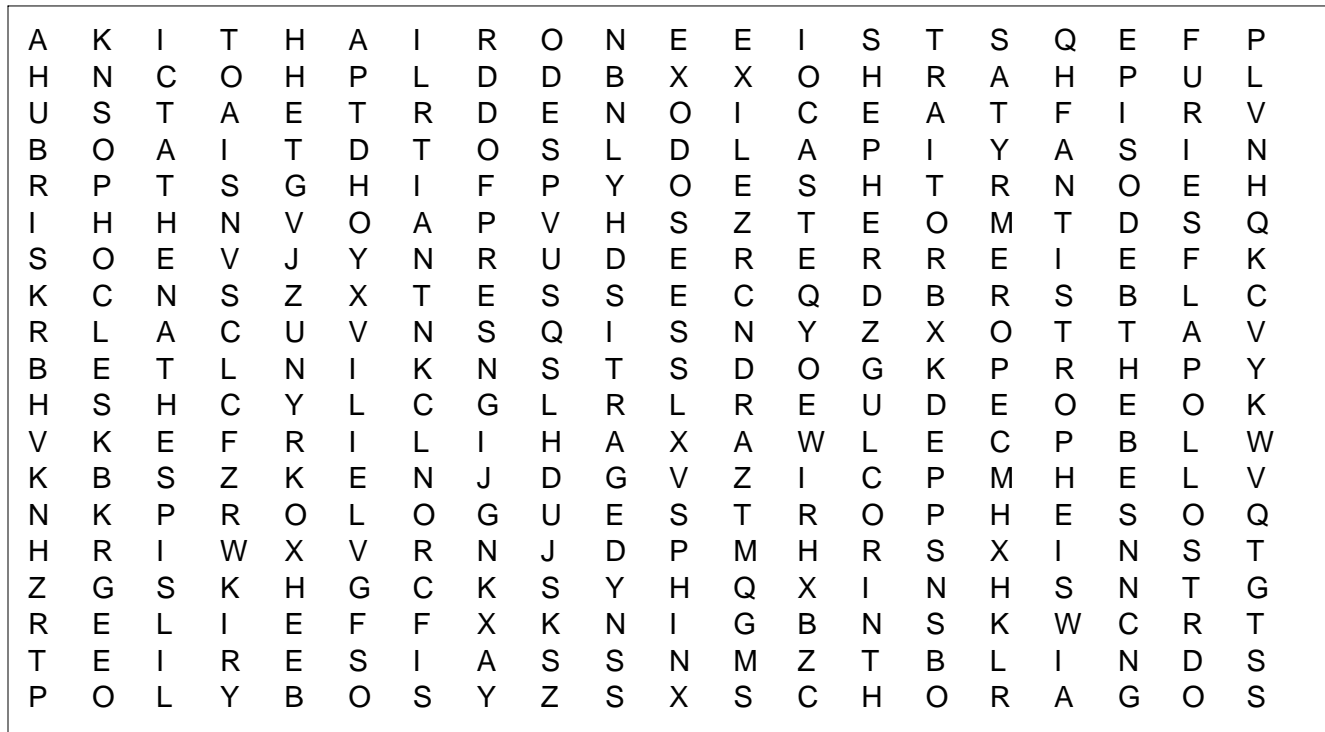 A K I T H A I R O N E E I S T S Q E F P
H N C O H P L D D B X X O H R A H P U L
U S T A E T R D E N O I C E A T F I R V
B O A I T D T O S L D L A P I Y A S I N
R P T S G H I F P Y O E S H T R N O E H
I H H N V O A P V H S Z T E O M T D S Q
S O E V J Y N R U D E R E R R E I E F K
K C N S Z X T E S S E C Q D B R S B L C
R L A C U V N S Q I S N Y Z X O T T A V
B E T L N I K N S T S D O G K P R H P Y
H S H C Y L C G L R L R E U D E O E O K
V K E F R I L I H A X A W L E C P B L W
K B S Z K E N J D G V Z I C P M H E L V
N K P R O L O G U E S T R O P H E S O Q
H R I W X V R N J D P M H R S X I N S T
Z G S K H G C K S Y H Q X I N H S N T G
R E L I E F F X K N I G B N S K W C R T
T E I R E S I A S S N M Z T B L I N D S
P O L Y B O S Y Z S X S C H O R A G O S